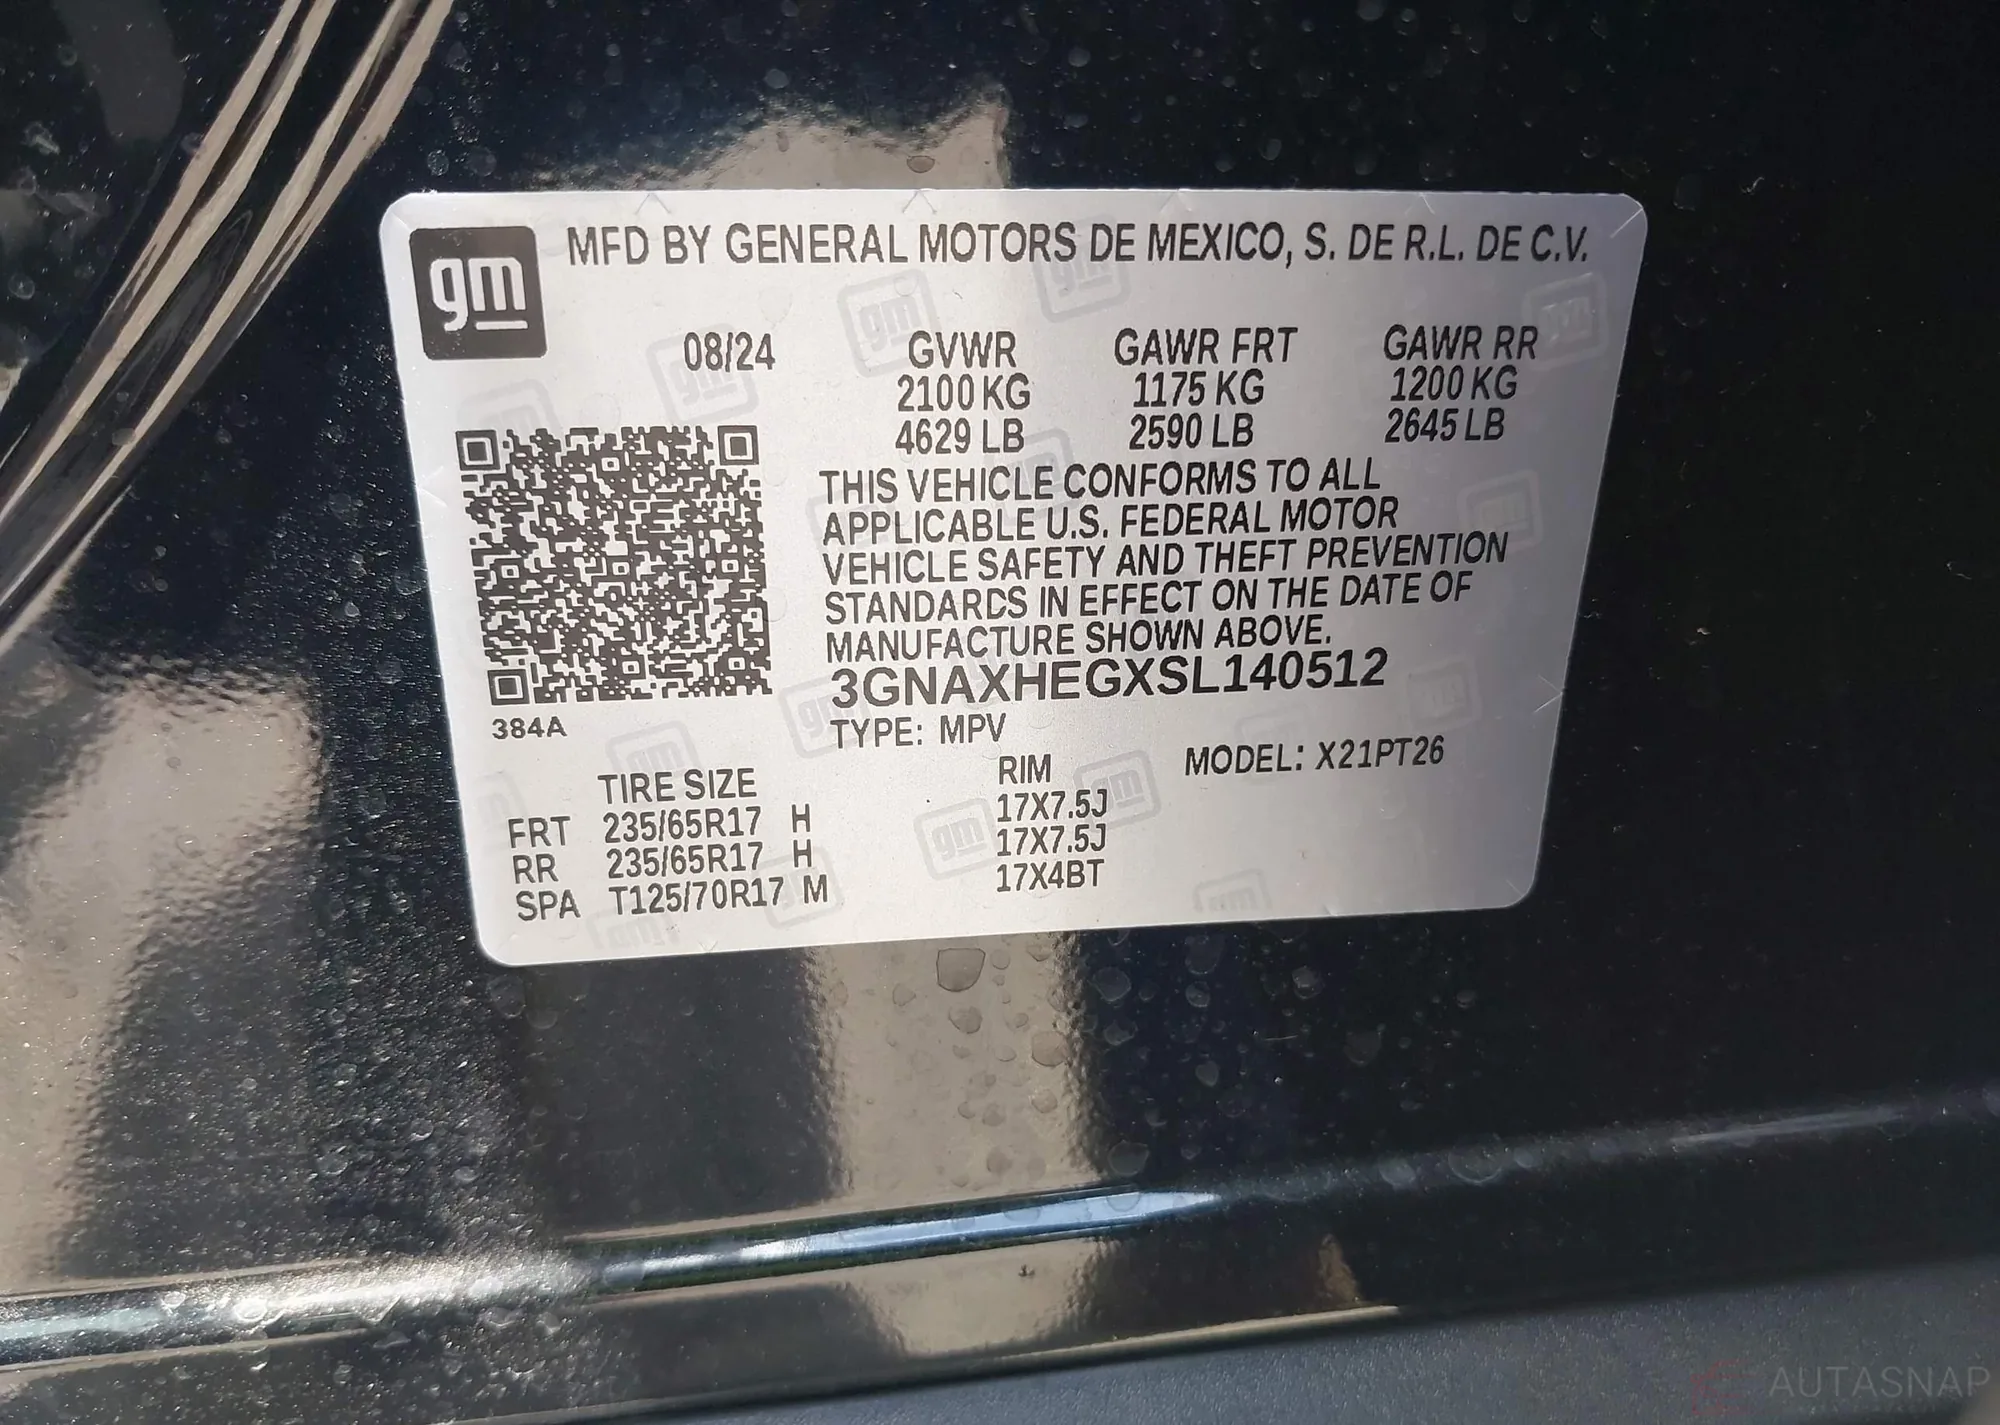 gm MFD BY GENERAL MOTORS DE MEXICO, S. DE R.L. DE C.V.
08/24 GVWR GAWR FRT GAWR RR
2100 KG 1175 KG 1200 KG
4629 LB 2590 LB 2645 LB
THIS VEHICLE CONFORMS TO ALL
APPLICABLE U.S. FEDERAL MOTOR
VEHICLE SAFETY AND THEFT PREVENTION
STANDARDS IN EFFECT ON THE DATE OF
MANUFACTURE SHOWN ABOVE.
3GNAXHEGXSL140512
384A
TYPE: MPV
MODEL: X21PT26
TIRE SIZE RIM
FRT 235/65R17 H 17X7.5J
RR 235/65R17 H 17X7.5J
SPA T125/70R17 M 17X4BT
AUTASNAP